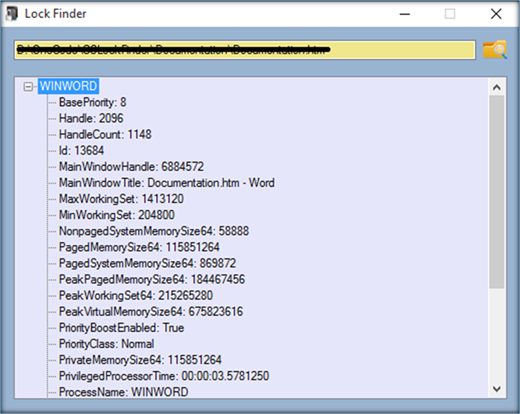 Lock Finder
WINWORD
BasePriority: 8
Handle: 2096
HandleCount: 1148
Id: 13684
MainWindowHandle: 6884572
MainWindowTitle: Documentation.htm - Word
MaxWorkingSet: 1413120
MinWorkingSet: 204800
NonpagedSystemMemorySize64: 58888
PagedMemorySize64: 115851264
PagedSystemMemorySize64: 869872
PeakPagedMemorySize64: 184467456
PeakWorkingSet64: 215265280
PeakVirtualMemorySize64: 675823616
PriorityBoostEnabled: True
PriorityClass: Normal
PrivateMemorySize64: 115851264
PrivilegedProcessorTime: 00:00:03.5781250
ProcessName: WINWORD